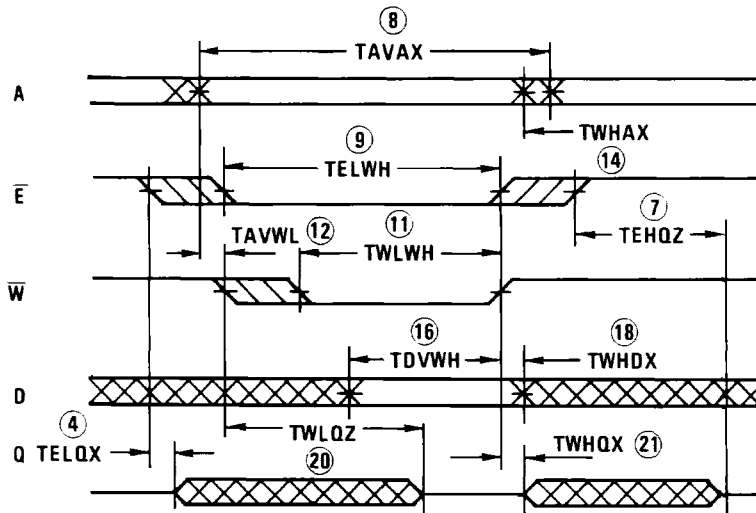 ⑧
TAVAX
A
TWHAX
⑨
TELWH
⑭
E̅
⑦
TEHQZ
TAVWL ⑫
⑪
TWLWH
W̅
⑯
TDVWH
⑱
TWHDX
D
④
Q TELQX
TWLQZ
⑳
TWHQX ㉑